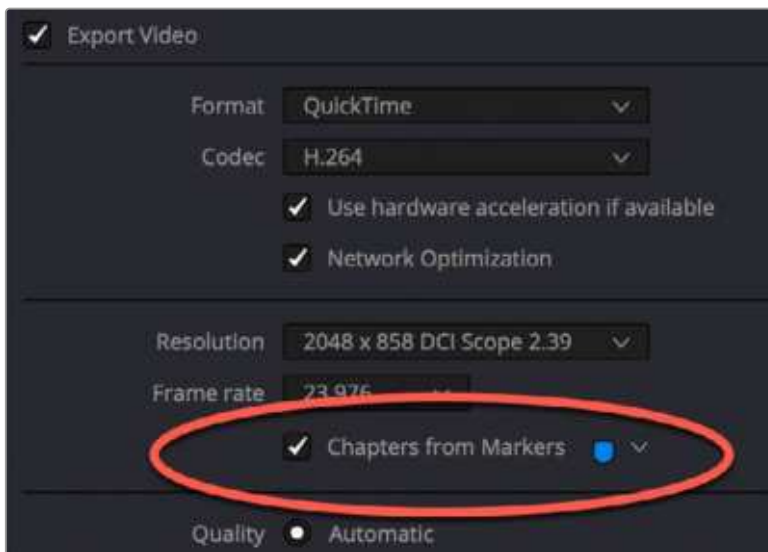 Export Video
Format QuickTime
Codec H.264
Use hardware acceleration if available
Network Optimization
Resolution 2048 x 858 DCI Scope 2.39
Frame rate 23.976
Chapters from Markers
Quality Automatic